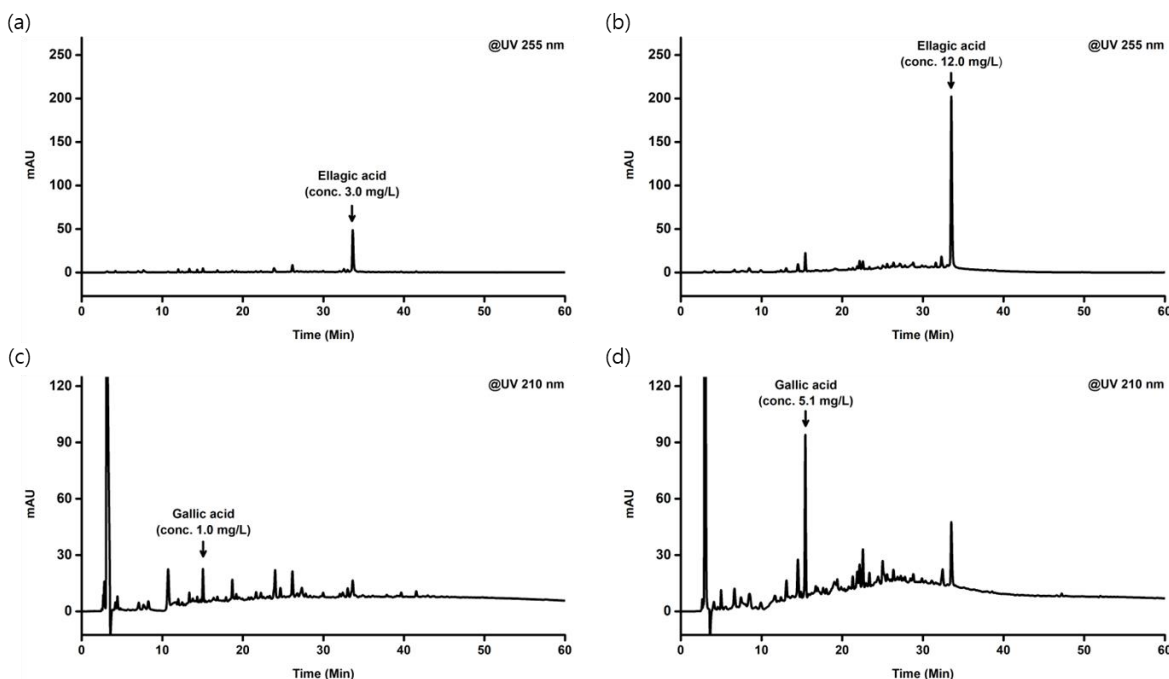 (a)
@UV 255 nm
250
200
150
100
50
0
mAU
Ellagic acid
(conc. 3.0 mg/L)
0 10 20 30 40 50 60
Time (Min)
(b)
@UV 255 nm
250
200
150
100
50
0
mAU
Ellagic acid
(conc. 12.0 mg/L)
0 10 20 30 40 50 60
Time (Min)
(c)
@UV 210 nm
120
90
60
30
0
mAU
Gallic acid
(conc. 1.0 mg/L)
0 10 20 30 40 50 60
Time (Min)
(d)
@UV 210 nm
120
90
60
30
0
mAU
Gallic acid
(conc. 5.1 mg/L)
0 10 20 30 40 50 60
Time (Min)